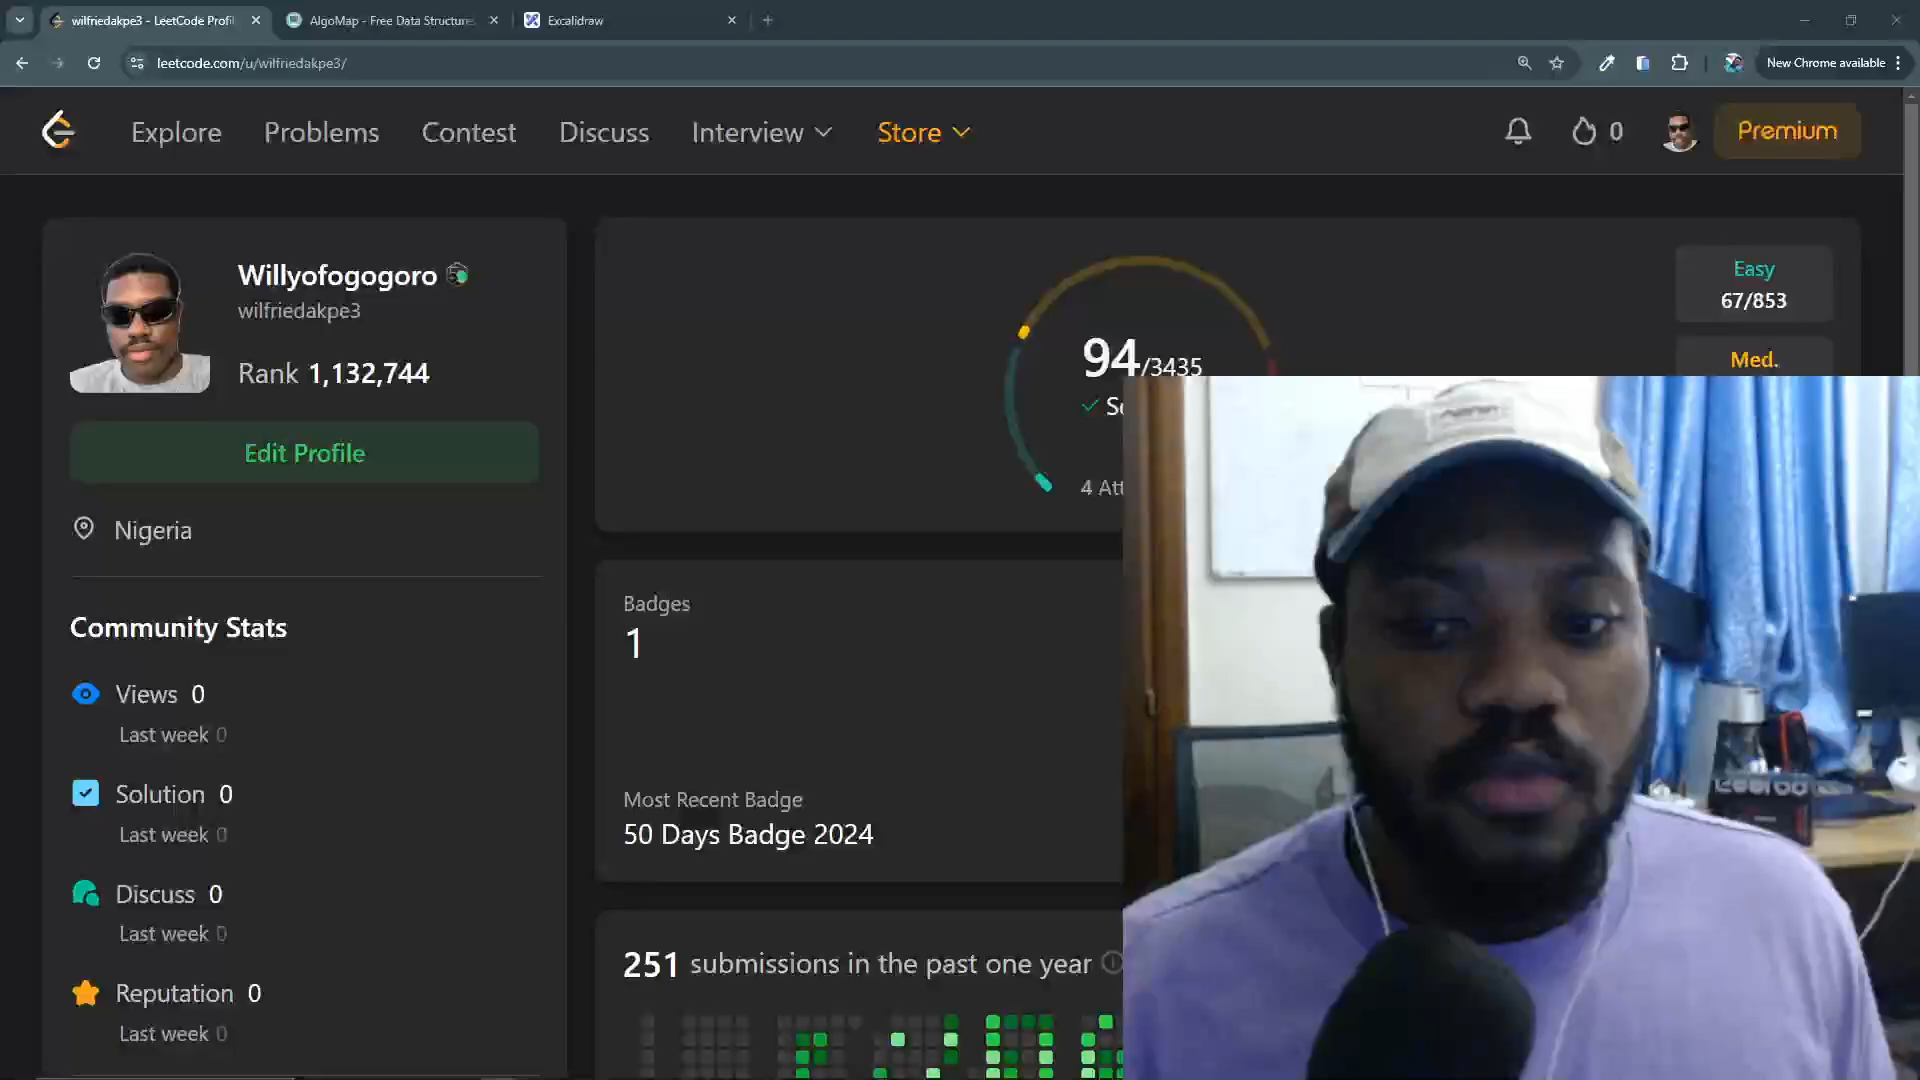 wilfriedakpe3 - LeetCode Profi
AlgoMap - Free Data Structure
Excalidraw
leetcode.com/u/wilfriedakpe3/
New Chrome available
Explore
Problems
Contest
Discuss
Interview
Store
0
Premium
Willyofogogoro
wilfriedakpe3
Rank 1,132,744
Edit Profile
Nigeria
Community Stats
Views 0
Last week 0
Solution 0
Last week 0
Discuss 0
Last week 0
Reputation 0
Last week 0
94/3435
4 Att
Easy
67/853
Med.
Badges
1
Most Recent Badge
50 Days Badge 2024
251 submissions in the past one year